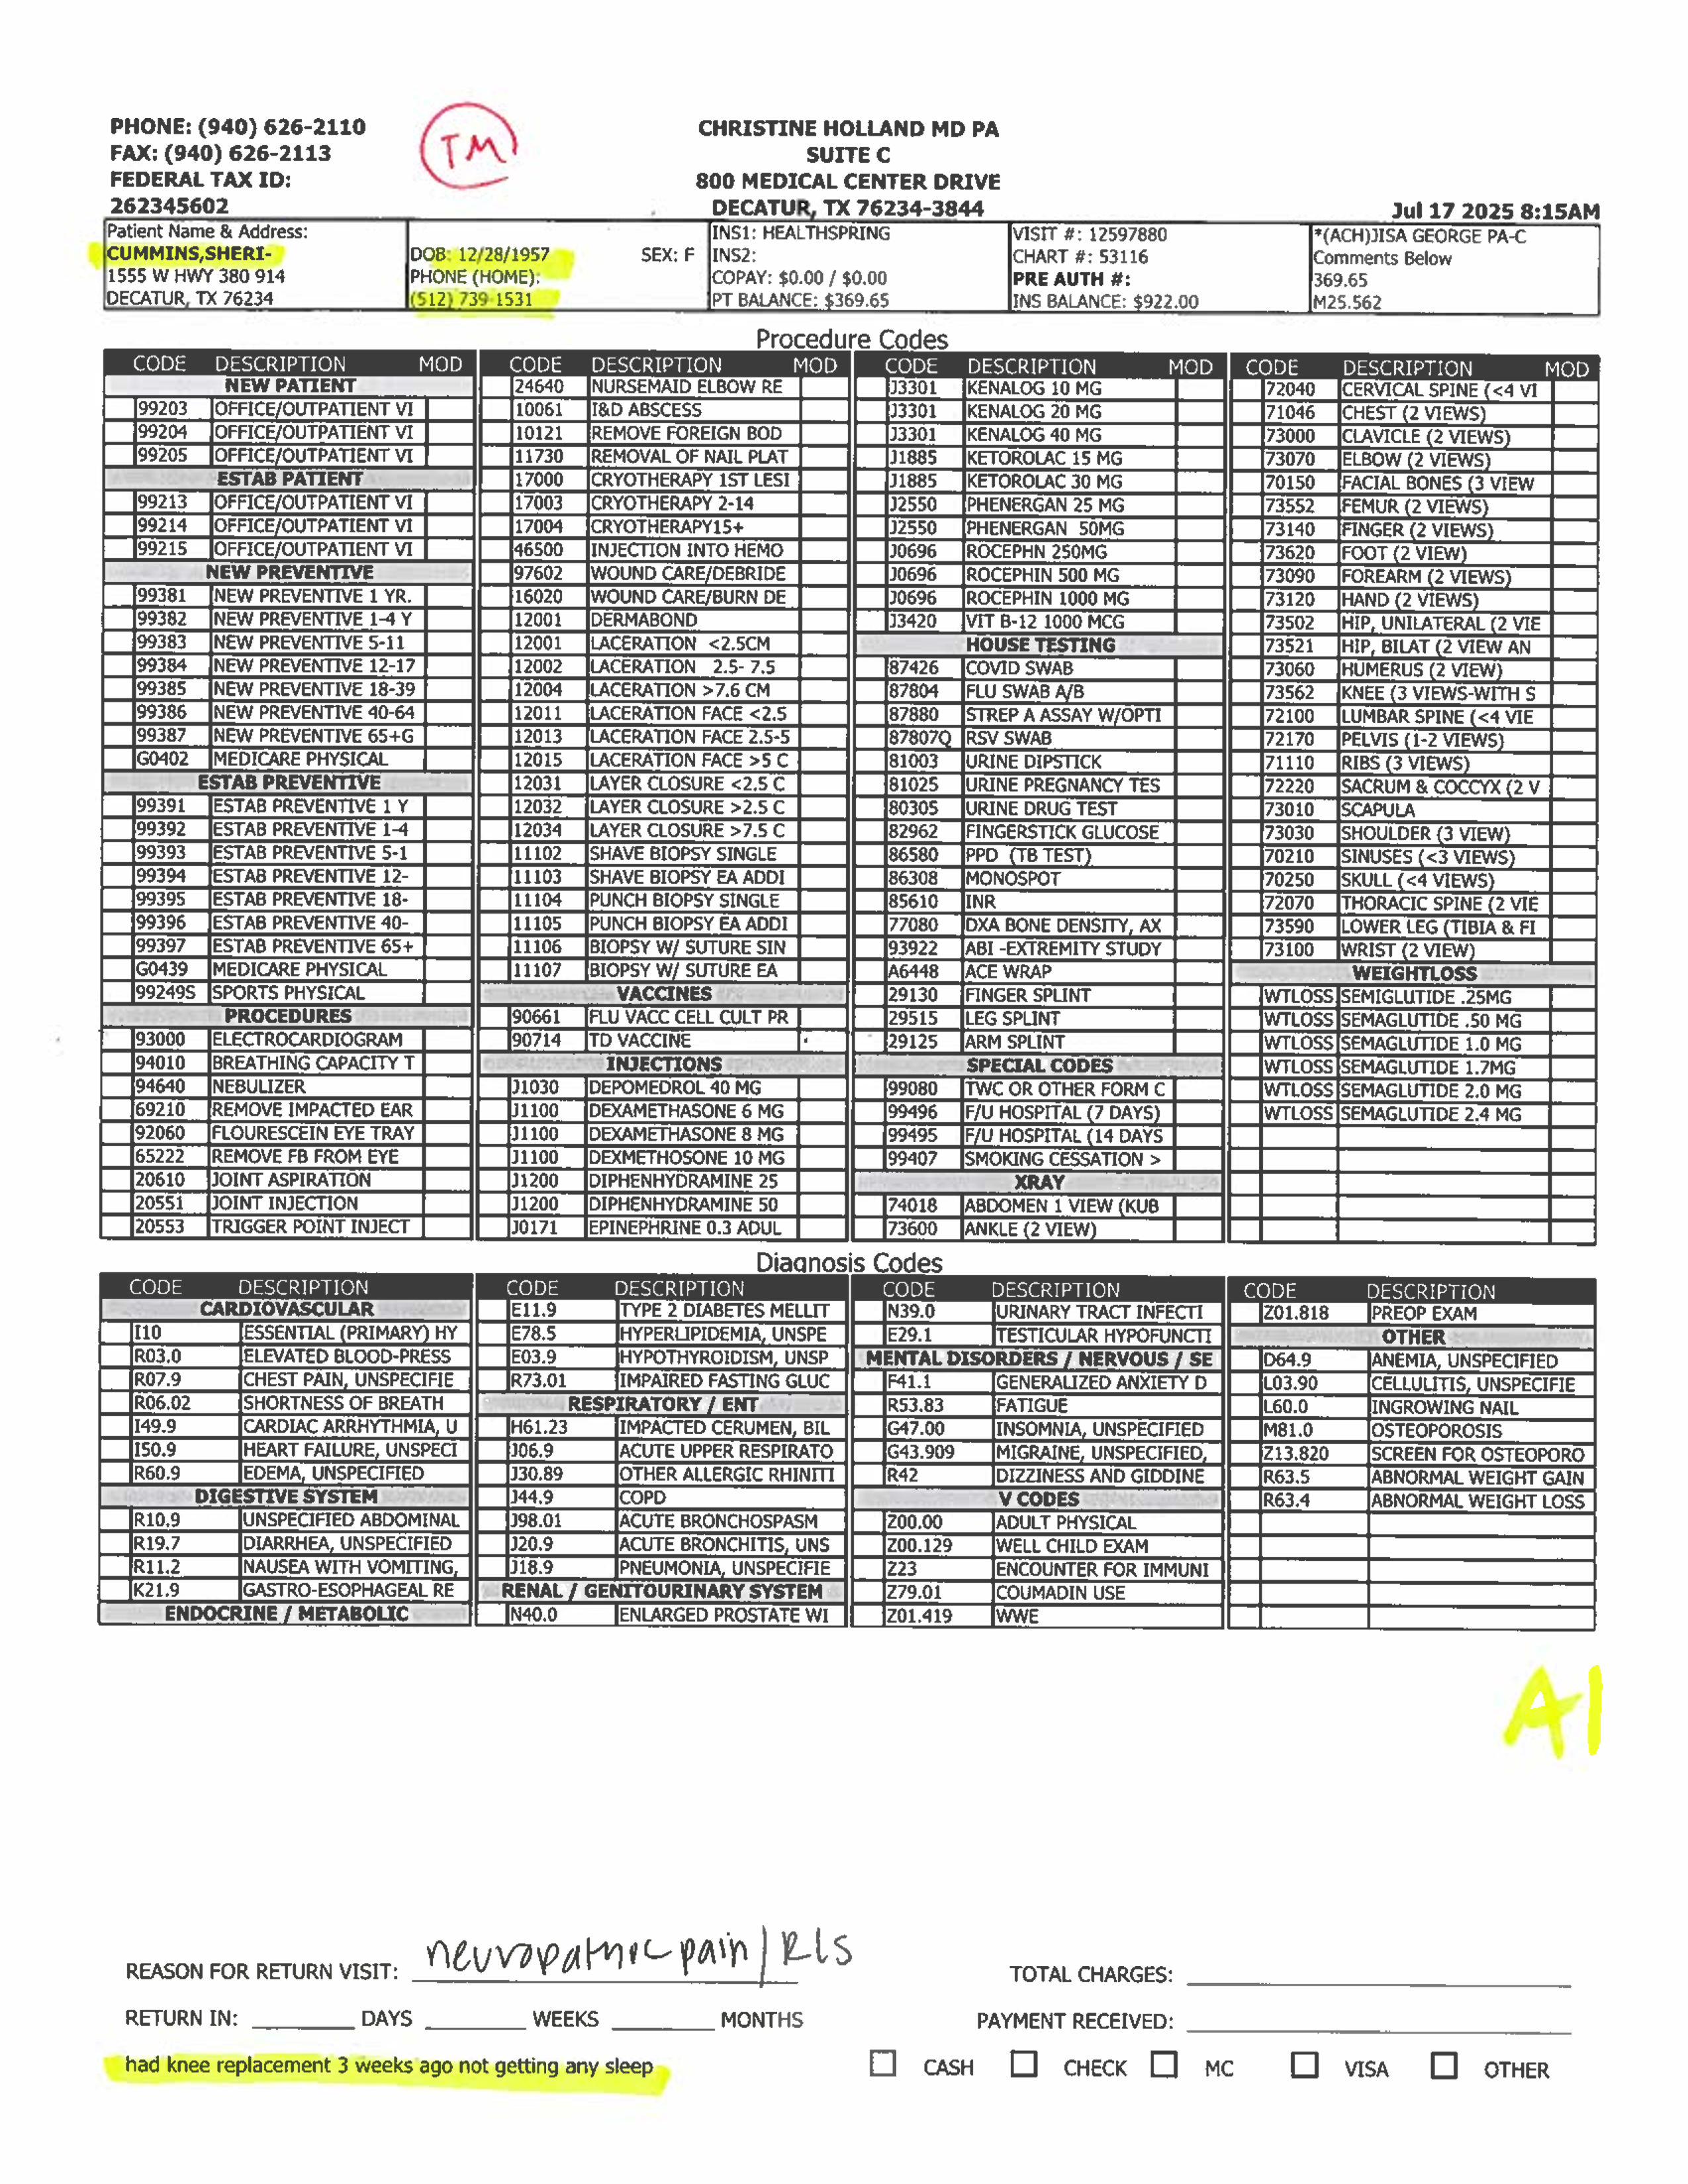 PHONE: (940) 626-2110
FAX: (940) 626-2113
FEDERAL TAX ID:
262345602
TM
CHRISTINE HOLLAND MD PA
SUITE C
800 MEDICAL CENTER DRIVE
DECATUR, TX 76234-3844
Jul 17 2025 8:15AM
Patient Name & Address:
CUMMINS,SHERI-
1555 W HWY 380 914
DECATUR, TX 76234
DOB: 12/28/1957 SEX: F
PHONE (HOME):
(512) 739-1531
INS1: HEALTHSPRING
INS2:
COPAY: $0.00 / $0.00
PT BALANCE: $369.65
VISIT #: 12597880
CHART #: 53116
PRE AUTH #:
INS BALANCE: $922.00
*(ACH)JISA GEORGE PA-C
Comments Below
369.65
M25.562
Procedure Codes
CODE DESCRIPTION MOD
NEW PATIENT
99203 OFFICE/OUTPATIENT VI
99204 OFFICE/OUTPATIENT VI
99205 OFFICE/OUTPATIENT VI
ESTAB PATIENT
99213 OFFICE/OUTPATIENT VI
99214 OFFICE/OUTPATIENT VI
99215 OFFICE/OUTPATIENT VI
NEW PREVENTIVE
99381 NEW PREVENTIVE 1 YR.
99382 NEW PREVENTIVE 1-4 Y
99383 NEW PREVENTIVE 5-11
99384 NEW PREVENTIVE 12-17
99385 NEW PREVENTIVE 18-39
99386 NEW PREVENTIVE 40-64
99387 NEW PREVENTIVE 65+G
G0402 MEDICARE PHYSICAL
ESTAB PREVENTIVE
99391 ESTAB PREVENTIVE 1 Y
99392 ESTAB PREVENTIVE 1-4
99393 ESTAB PREVENTIVE 5-1
99394 ESTAB PREVENTIVE 12-
99395 ESTAB PREVENTIVE 18-
99396 ESTAB PREVENTIVE 40-
99397 ESTAB PREVENTIVE 65+
G0439 MEDICARE PHYSICAL
99249S SPORTS PHYSICAL
PROCEDURES
93000 ELECTROCARDIOGRAM
94010 BREATHING CAPACITY T
94640 NEBULIZER
69210 REMOVE IMPACTED EAR
92060 FLOURESCEIN EYE TRAY
65222 REMOVE FB FROM EYE
20610 JOINT ASPIRATION
20551 JOINT INJECTION
20553 TRIGGER POINT INJECT
CODE DESCRIPTION MOD
24640 NURSEMAID ELBOW RE
10061 I&D ABSCESS
10121 REMOVE FOREIGN BOD
11730 REMOVAL OF NAIL PLAT
17000 CRYOTHERAPY 1ST LESI
17003 CRYOTHERAPY 2-14
17004 CRYOTHERAPY15+
46500 INJECTION INTO HEMO
97602 WOUND CARE/DEBRIDE
16020 WOUND CARE/BURN DE
12001 DERMABOND
12001 LACERATION <2.5CM
12002 LACERATION 2.5- 7.5
12004 LACERATION >7.6 CM
12011 LACERATION FACE <2.5
12013 LACERATION FACE 2.5-5
12015 LACERATION FACE >5 C
12031 LAYER CLOSURE <2.5 C
12032 LAYER CLOSURE >2.5 C
12034 LAYER CLOSURE >7.5 C
11102 SHAVE BIOPSY SINGLE
11103 SHAVE BIOPSY EA ADDI
11104 PUNCH BIOPSY SINGLE
11105 PUNCH BIOPSY EA ADDI
11106 BIOPSY W/ SUTURE SIN
11107 BIOPSY W/ SUTURE EA
VACCINES
90661 FLU VACC CELL CULT PR
90714 TD VACCINE
INJECTIONS
J1030 DEPOMEDROL 40 MG
J1100 DEXAMETHASONE 6 MG
J1100 DEXAMETHASONE 8 MG
J1100 DEXMETHOSONE 10 MG
J1200 DIPHENHYDRAMINE 25
J1200 DIPHENHYDRAMINE 50
J0171 EPINEPHRINE 0.3 ADUL
CODE DESCRIPTION MOD
J3301 KENALOG 10 MG
J3301 KENALOG 20 MG
J3301 KENALOG 40 MG
J1885 KETOROLAC 15 MG
J1885 KETOROLAC 30 MG
J2550 PHENERGAN 25 MG
J2550 PHENERGAN 50MG
J0696 ROCEPHN 250MG
J0696 ROCEPHIN 500 MG
J0696 ROCEPHIN 1000 MG
J3420 VIT B-12 1000 MCG
HOUSE TESTING
87426 COVID SWAB
87804 FLU SWAB A/B
87880 STREP A ASSAY W/OPTI
87807Q RSV SWAB
81003 URINE DIPSTICK
81025 URINE PREGNANCY TES
80305 URINE DRUG TEST
82962 FINGERSTICK GLUCOSE
86580 PPD (TB TEST)
86308 MONOSPOT
85610 INR
77080 DXA BONE DENSITY, AX
93922 ABI -EXTREMITY STUDY
A6448 ACE WRAP
29130 FINGER SPLINT
29515 LEG SPLINT
29125 ARM SPLINT
SPECIAL CODES
99080 TWC OR OTHER FORM C
99496 F/U HOSPITAL (7 DAYS)
99495 F/U HOSPITAL (14 DAYS
99407 SMOKING CESSATION >
XRAY
74018 ABDOMEN 1 VIEW (KUB
73600 ANKLE (2 VIEW)
CODE DESCRIPTION MOD
72040 CERVICAL SPINE (<4 VI
71046 CHEST (2 VIEWS)
73000 CLAVICLE (2 VIEWS)
73070 ELBOW (2 VIEWS)
70150 FACIAL BONES (3 VIEW
73552 FEMUR (2 VIEWS)
73140 FINGER (2 VIEWS)
73620 FOOT (2 VIEW)
73090 FOREARM (2 VIEWS)
73120 HAND (2 VIEWS)
73502 HIP, UNILATERAL (2 VIE
73521 HIP, BILAT (2 VIEW AN
73060 HUMERUS (2 VIEW)
73562 KNEE (3 VIEWS-WITH S
72100 LUMBAR SPINE (<4 VIE
72170 PELVIS (1-2 VIEWS)
71110 RIBS (3 VIEWS)
72220 SACRUM & COCCYX (2 V
73010 SCAPULA
73030 SHOULDER (3 VIEW)
70210 SINUSES (<3 VIEWS)
70250 SKULL (<4 VIEWS)
72070 THORACIC SPINE (2 VIE
73590 LOWER LEG (TIBIA & FI
73100 WRIST (2 VIEW)
WEIGHTLOSS
WTLOSS SEMIGLUTIDE .25MG
WTLOSS SEMAGLUTIDE .50 MG
WTLOSS SEMAGLUTIDE 1.0 MG
WTLOSS SEMAGLUTIDE 1.7MG
WTLOSS SEMAGLUTIDE 2.0 MG
WTLOSS SEMAGLUTIDE 2.4 MG
Diagnosis Codes
CODE DESCRIPTION
CARDIOVASCULAR
I10 ESSENTIAL (PRIMARY) HY
R03.0 ELEVATED BLOOD-PRESS
R07.9 CHEST PAIN, UNSPECIFIE
R06.02 SHORTNESS OF BREATH
I49.9 CARDIAC ARRHYTHMIA, U
I50.9 HEART FAILURE, UNSPECI
R60.9 EDEMA, UNSPECIFIED
DIGESTIVE SYSTEM
R10.9 UNSPECIFIED ABDOMINAL
R19.7 DIARRHEA, UNSPECIFIED
R11.2 NAUSEA WITH VOMITING,
K21.9 GASTRO-ESOPHAGEAL RE
ENDOCRINE / METABOLIC
CODE DESCRIPTION
E11.9 TYPE 2 DIABETES MELLIT
E78.5 HYPERLIPIDEMIA, UNSPE
E03.9 HYPOTHYROIDISM, UNSP
R73.01 IMPAIRED FASTING GLUC
RESPIRATORY / ENT
H61.23 IMPACTED CERUMEN, BIL
J06.9 ACUTE UPPER RESPIRATO
J30.89 OTHER ALLERGIC RHINITI
J44.9 COPD
J98.01 ACUTE BRONCHOSPASM
J20.9 ACUTE BRONCHITIS, UNS
J18.9 PNEUMONIA, UNSPECIFIE
RENAL / GENITOURINARY SYSTEM
N40.0 ENLARGED PROSTATE WI
CODE DESCRIPTION
N39.0 URINARY TRACT INFECTI
E29.1 TESTICULAR HYPOFUNCTI
MENTAL DISORDERS / NERVOUS / SE
F41.1 GENERALIZED ANXIETY D
R53.83 FATIGUE
G47.00 INSOMNIA, UNSPECIFIED
G43.909 MIGRAINE, UNSPECIFIED,
R42 DIZZINESS AND GIDDINE
V CODES
Z00.00 ADULT PHYSICAL
Z00.129 WELL CHILD EXAM
Z23 ENCOUNTER FOR IMMUNI
Z79.01 COUMADIN USE
Z01.419 WWE
CODE DESCRIPTION
Z01.818 PREOP EXAM
OTHER
D64.9 ANEMIA, UNSPECIFIED
L03.90 CELLULITIS, UNSPECIFIE
L60.0 INGROWING NAIL
M81.0 OSTEOPOROSIS
Z13.820 SCREEN FOR OSTEOPORO
R63.5 ABNORMAL WEIGHT GAIN
R63.4 ABNORMAL WEIGHT LOSS
A1
REASON FOR RETURN VISIT: neuropathic pain/RLS
TOTAL CHARGES:
RETURN IN: DAYS WEEKS MONTHS
PAYMENT RECEIVED:
had knee replacement 3 weeks ago not getting any sleep
CASH CHECK MC VISA OTHER